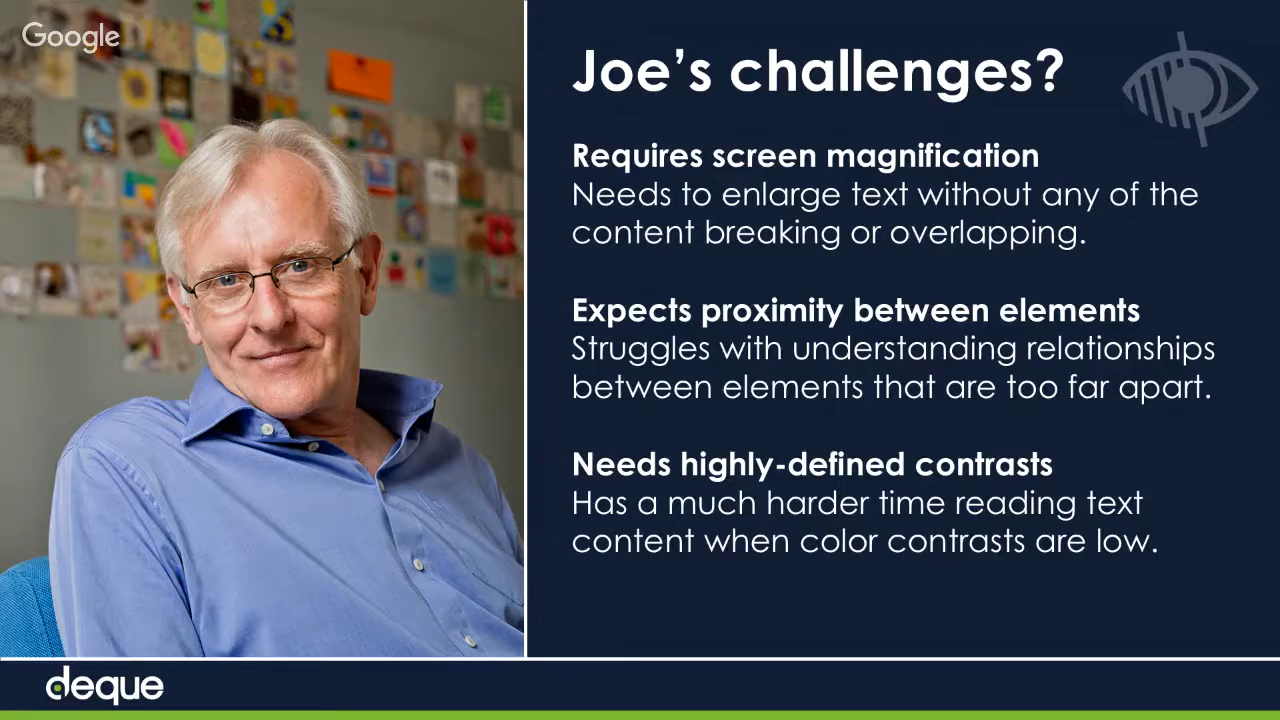 Google
Joe’s challenges?
Requires screen magnification
Needs to enlarge text without any of the
content breaking or overlapping.
Expects proximity between elements
Struggles with understanding relationships
between elements that are too far apart.
Needs highly-defined contrasts
Has a much harder time reading text
content when color contrasts are low.
deque